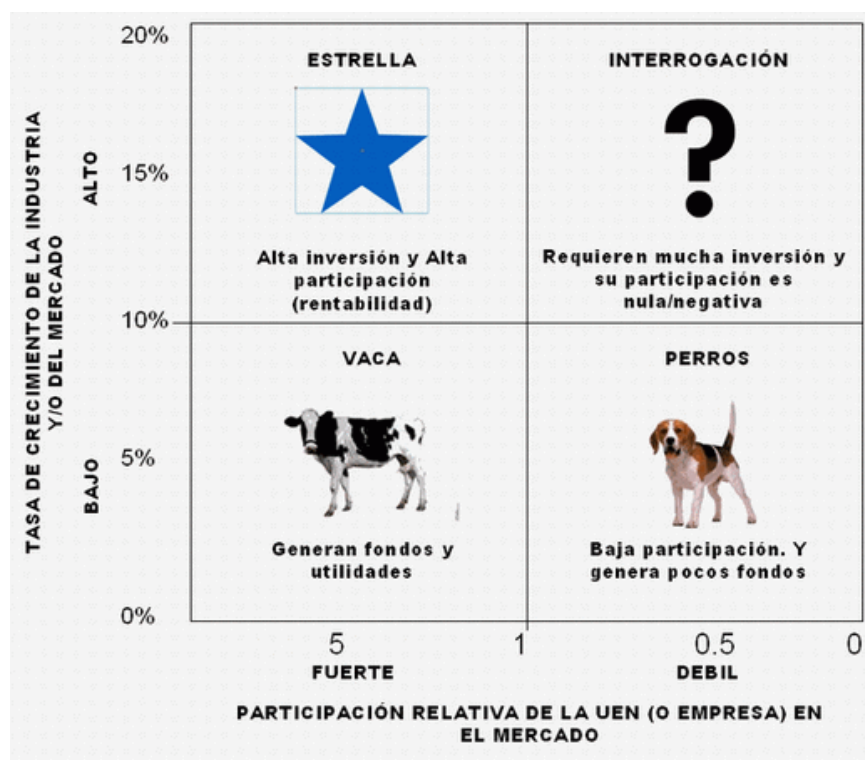 20%
ESTRELLA
INTERROGACIÓN
?
TASA DE CRECIMIENTO DE LA INDUSTRIA
Y/O DEL MERCADO
ALTO
15%
Alta inversión y Alta
participación
(rentabilidad)
Requieren mucha inversión y
su participación es
nula/negativa
10%
VACA
PERROS
BAJO
5%
Generan fondos y
utilidades
Baja participación. Y
genera pocos fondos
0%
5
1
0.5
0
FUERTE
DEBIL
PARTICIPACIÓN RELATIVA DE LA UEN (O EMPRESA) EN
EL MERCADO